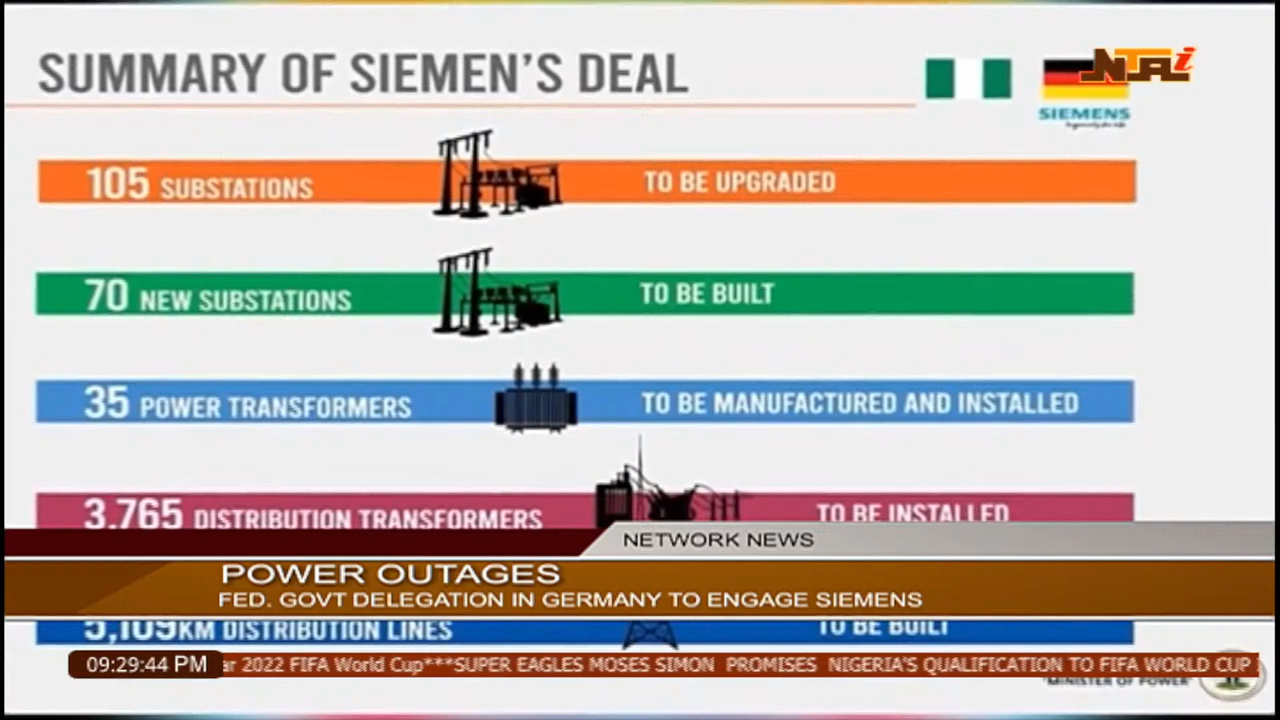 SUMMARY OF SIEMEN'S DEAL
NTAi
SIEMENS
105 SUBSTATIONS TO BE UPGRADED
70 NEW SUBSTATIONS TO BE BUILT
35 POWER TRANSFORMERS TO BE MANUFACTURED AND INSTALLED
3,765 DISTRIBUTION TRANSFORMERS TO BE INSTALLED
NETWORK NEWS
POWER OUTAGES
FED. GOVT DELEGATION IN GERMANY TO ENGAGE SIEMENS
5,109KM DISTRIBUTION LINES TO BE BUILT
09:29:44 PM ar 2022 FIFA World Cup***SUPER EAGLES MOSES SIMON PROMISES NIGERIA'S QUALIFICATION TO FIFA WORLD CUP
"MINISTER OF POWER"